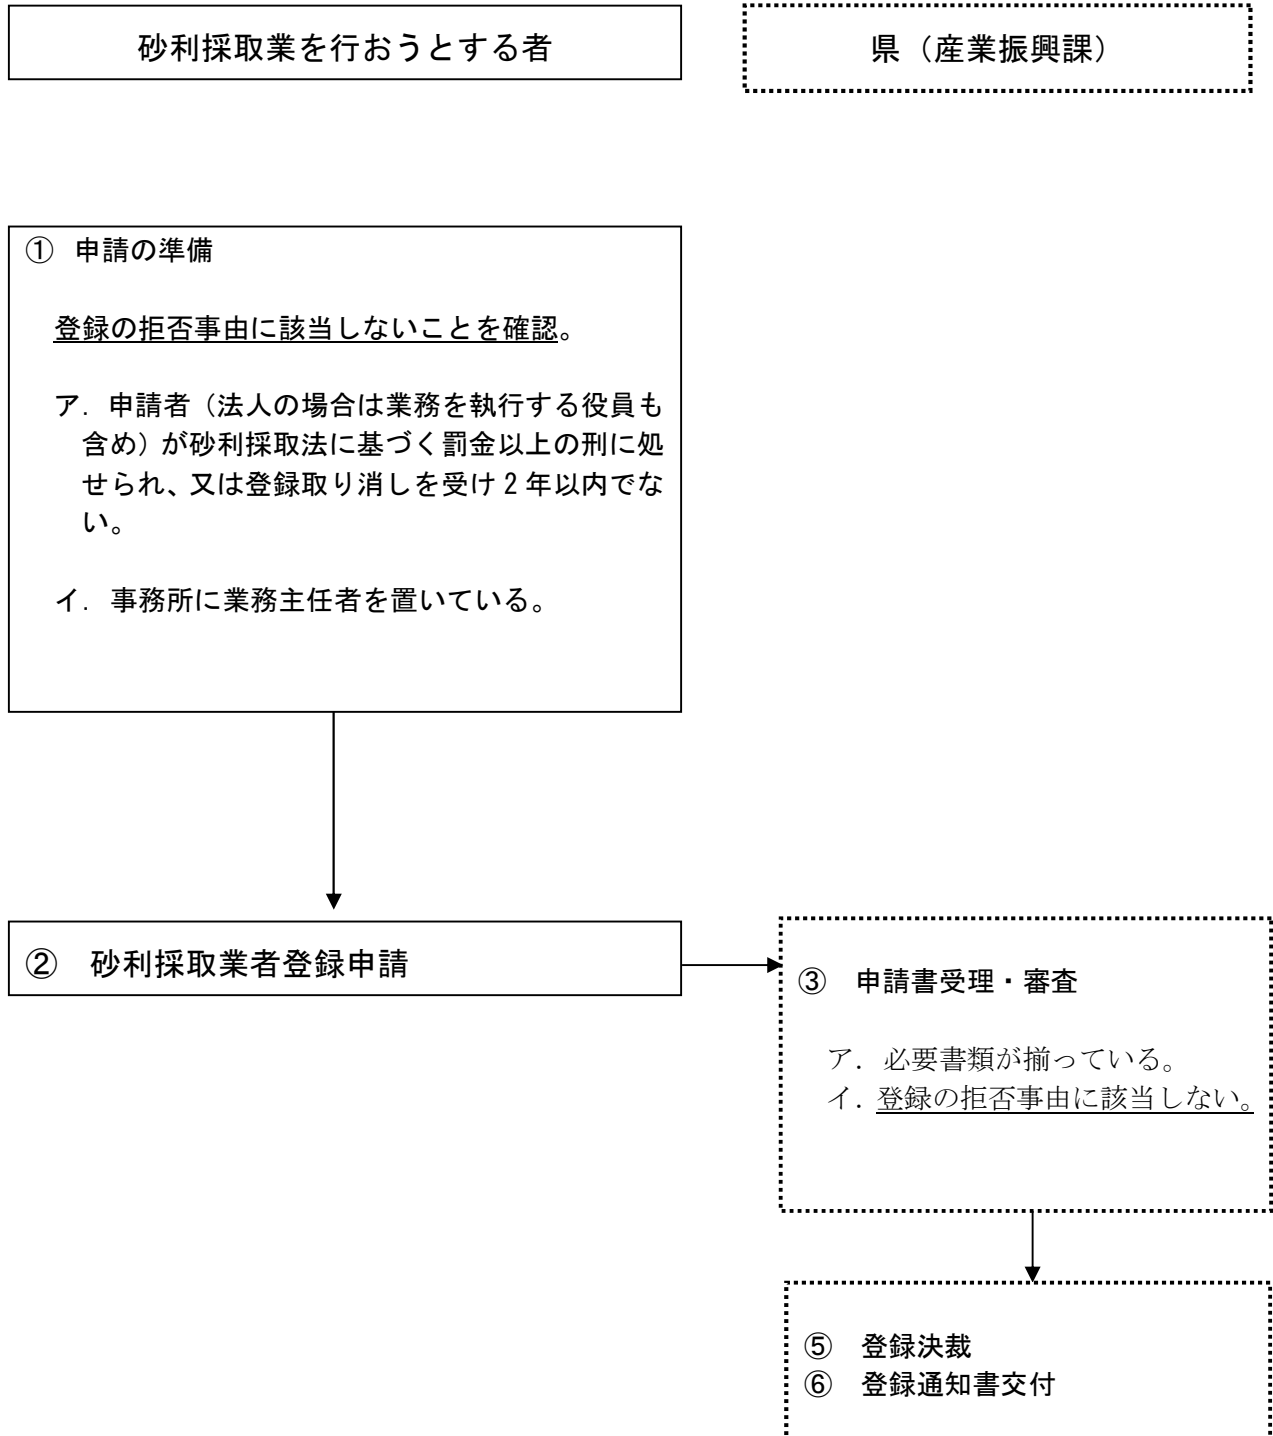 砂利採取業を行おうとする者
県（産業振興課）
① 申請の準備
登録の拒否事由に該当しないことを確認。
ア．申請者（法人の場合は業務を執行する役員も
含め）が砂利採取法に基づく罰金以上の刑に処
せられ、又は登録取り消しを受け２年以内でな
い。
イ．事務所に業務主任者を置いている。
② 砂利採取業者登録申請
③ 申請書受理・審査
ア．必要書類が揃っている。
イ．登録の拒否事由に該当しない。
⑤ 登録決裁
⑥ 登録通知書交付